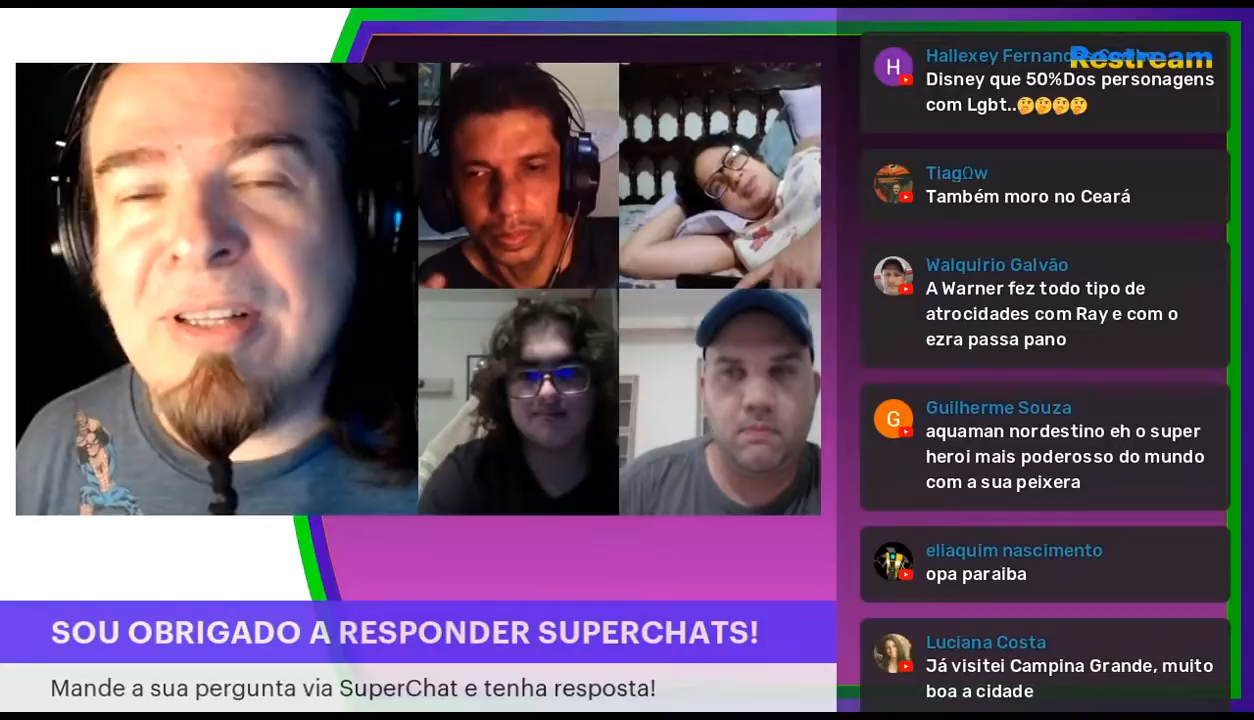 Restream
H
Hallexey Fernandes
Disney que 50%Dos personagens
com Lgbt..🤔🤔🤔🤔
TiagΩw
Também moro no Ceará
Walquirio Galvão
A Warner fez todo tipo de
atrocidades com Ray e com o
ezra passa pano
G
Guilherme Souza
aquaman nordestino eh o super
heroi mais poderosso do mundo
com a sua peixera
eliaquim nascimento
opa paraiba
Luciana Costa
Já visitei Campina Grande, muito
boa a cidade
SOU OBRIGADO A RESPONDER SUPERCHATS!
Mande a sua pergunta via SuperChat e tenha resposta!